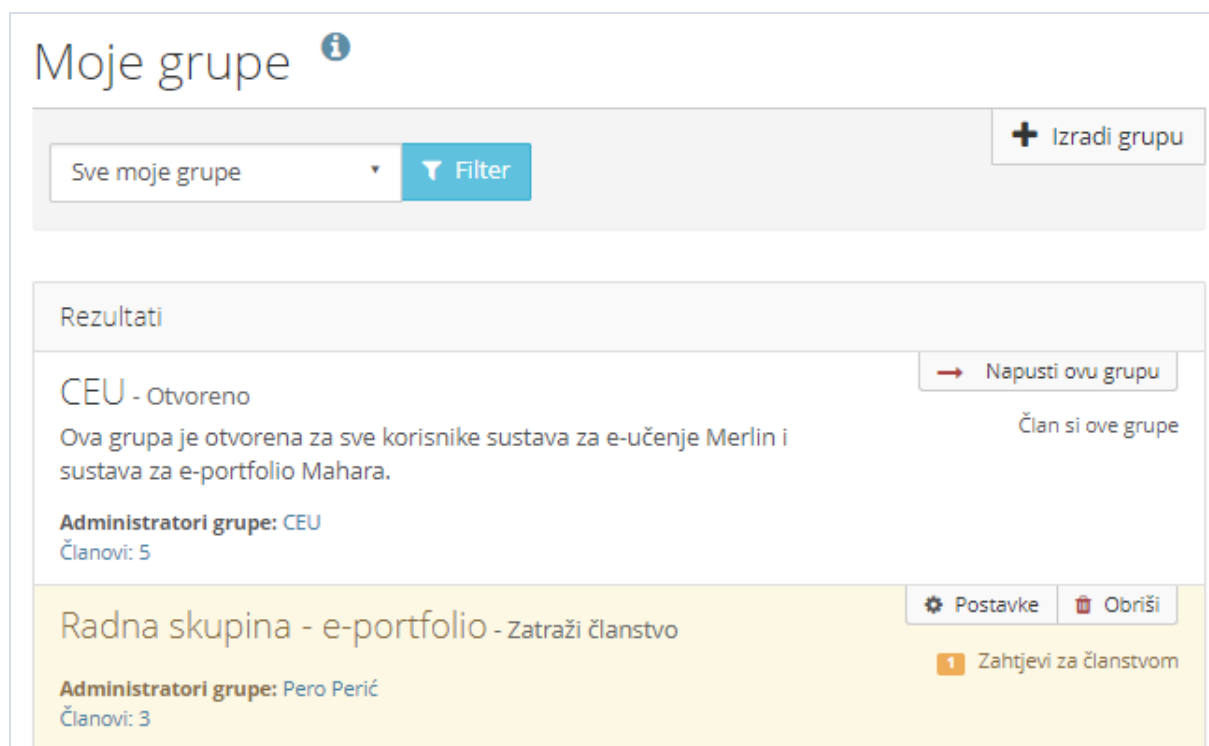 Moje grupe
Izradi grupu
Sve moje grupe
Filter
Rezultati
Napusti ovu grupu
CEU - Otvoreno
Član si ove grupe
Ova grupa je otvorena za sve korisnike sustava za e-učenje Merlin i
sustava za e-portfolio Mahara.
Administratori grupe: CEU
Članovi: 5
Postavke
Obriši
Radna skupina - e-portfolio - Zatraži članstvo
1 Zahtjevi za članstvom
Administratori grupe: Pero Perić
Članovi: 3